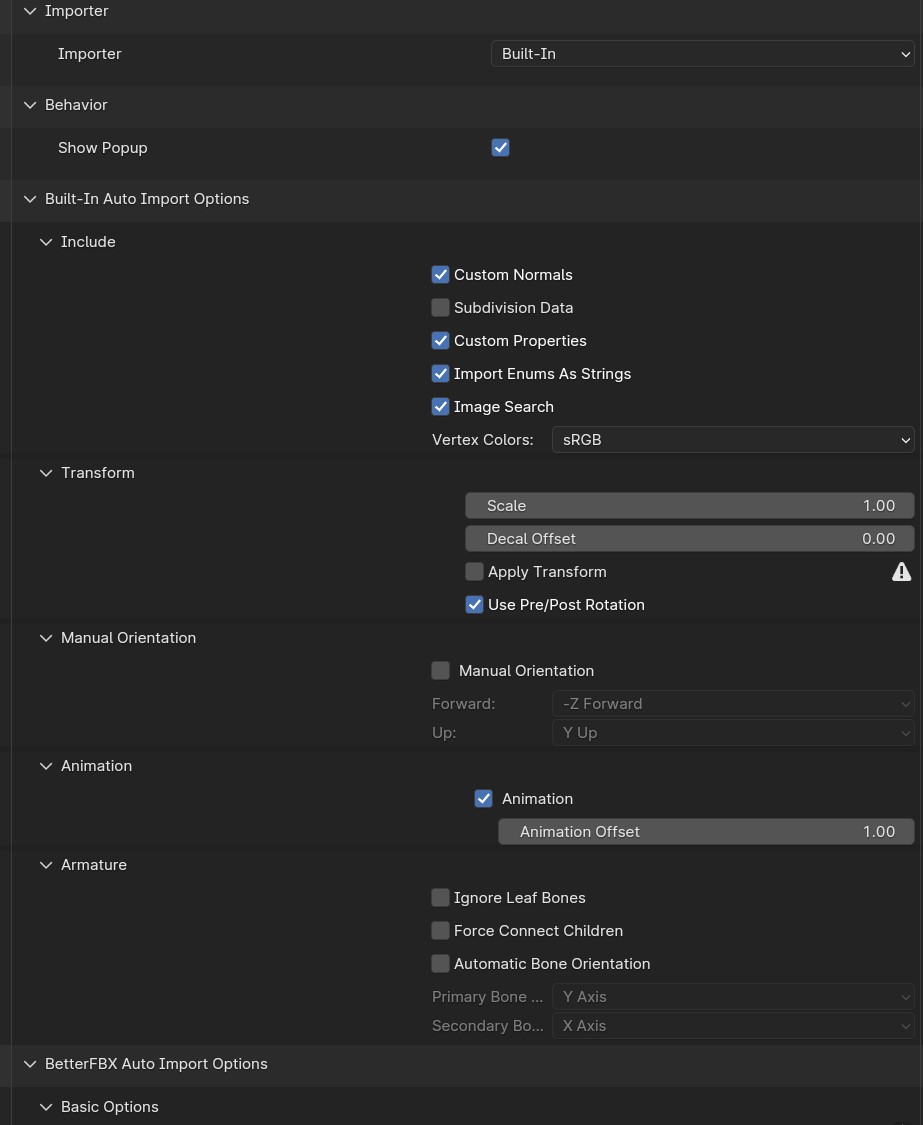 Importer
Importer Built-In
Behavior
Show Popup
Built-In Auto Import Options
Include
Custom Normals
Subdivision Data
Custom Properties
Import Enums As Strings
Image Search
Vertex Colors: sRGB
Transform
Scale 1.00
Decal Offset 0.00
Apply Transform
Use Pre/Post Rotation
Manual Orientation
Manual Orientation
Forward: -Z Forward
Up: Y Up
Animation
Animation
Animation Offset 1.00
Armature
Ignore Leaf Bones
Force Connect Children
Automatic Bone Orientation
Primary Bone ... Y Axis
Secondary Bo... X Axis
BetterFBX Auto Import Options
Basic Options